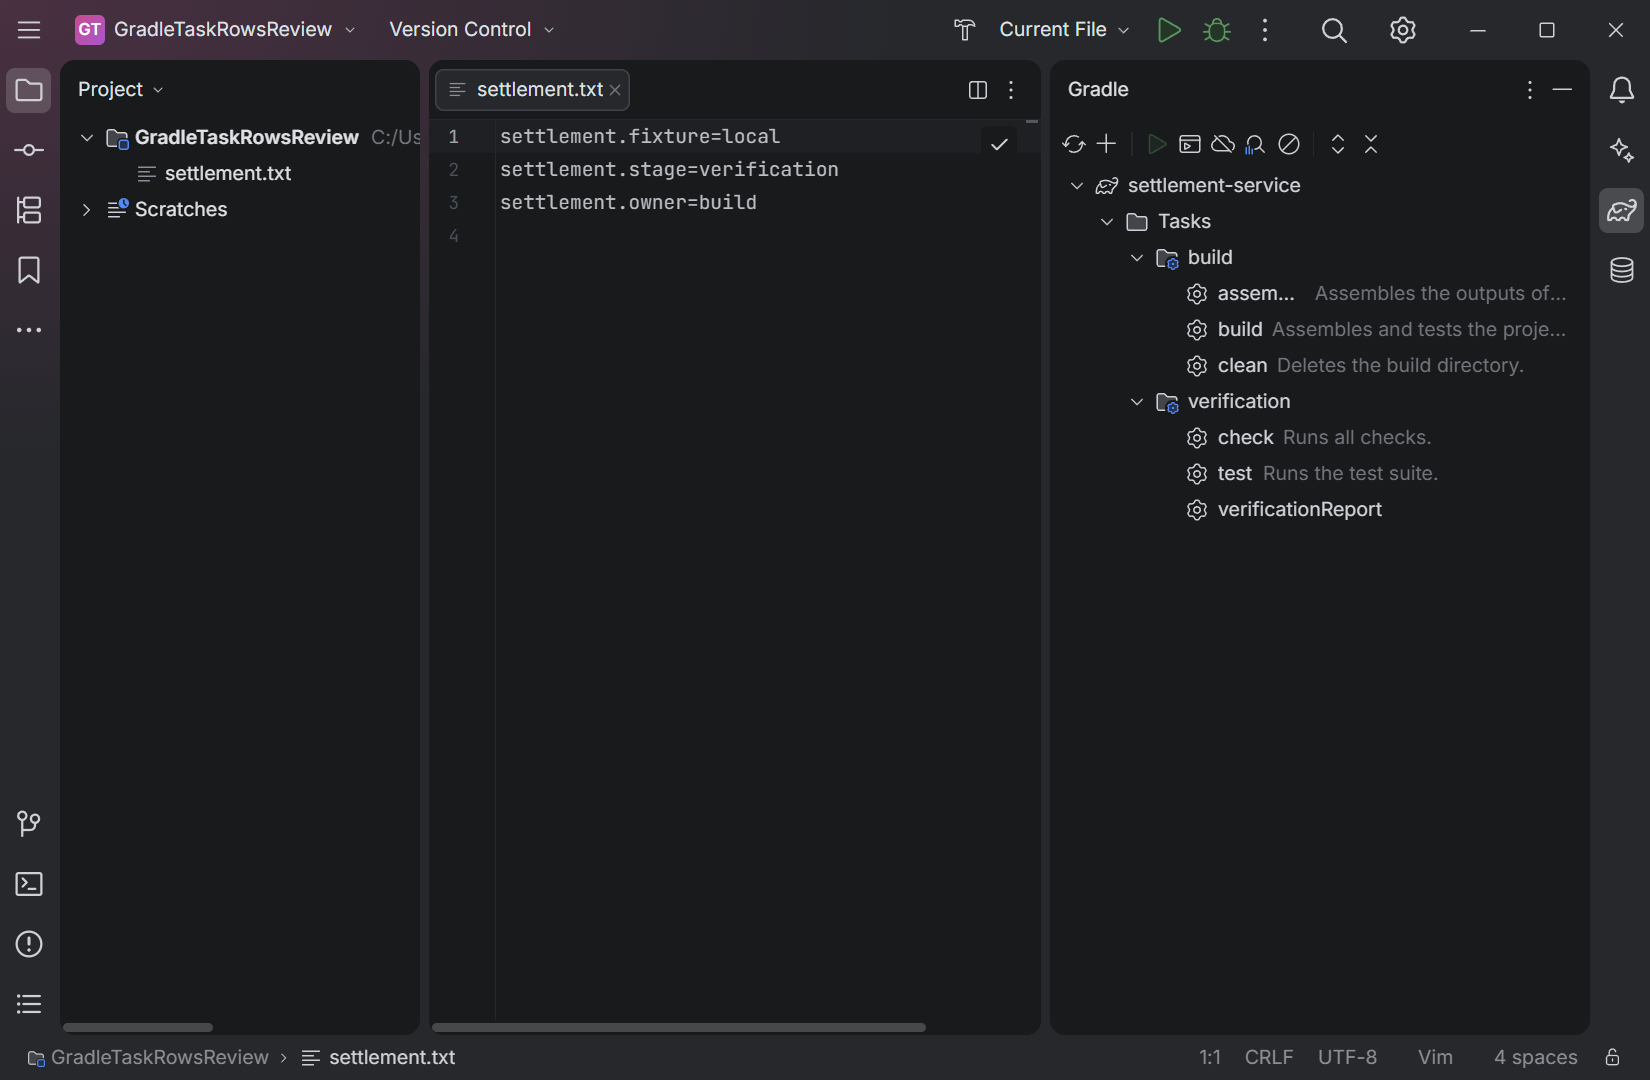 GT GradleTaskRowsReview Version Control Current File
Project
GradleTaskRowsReview C:/Us
settlement.txt
Scratches
settlement.txt
1 settlement.fixture=local
2 settlement.stage=verification
3 settlement.owner=build
4
Gradle
settlement-service
Tasks
build
assem... Assembles the outputs of...
build Assembles and tests the proje...
clean Deletes the build directory.
verification
check Runs all checks.
test Runs the test suite.
verificationReport
GradleTaskRowsReview › settlement.txt 1:1 CRLF UTF-8 Vim 4 spaces